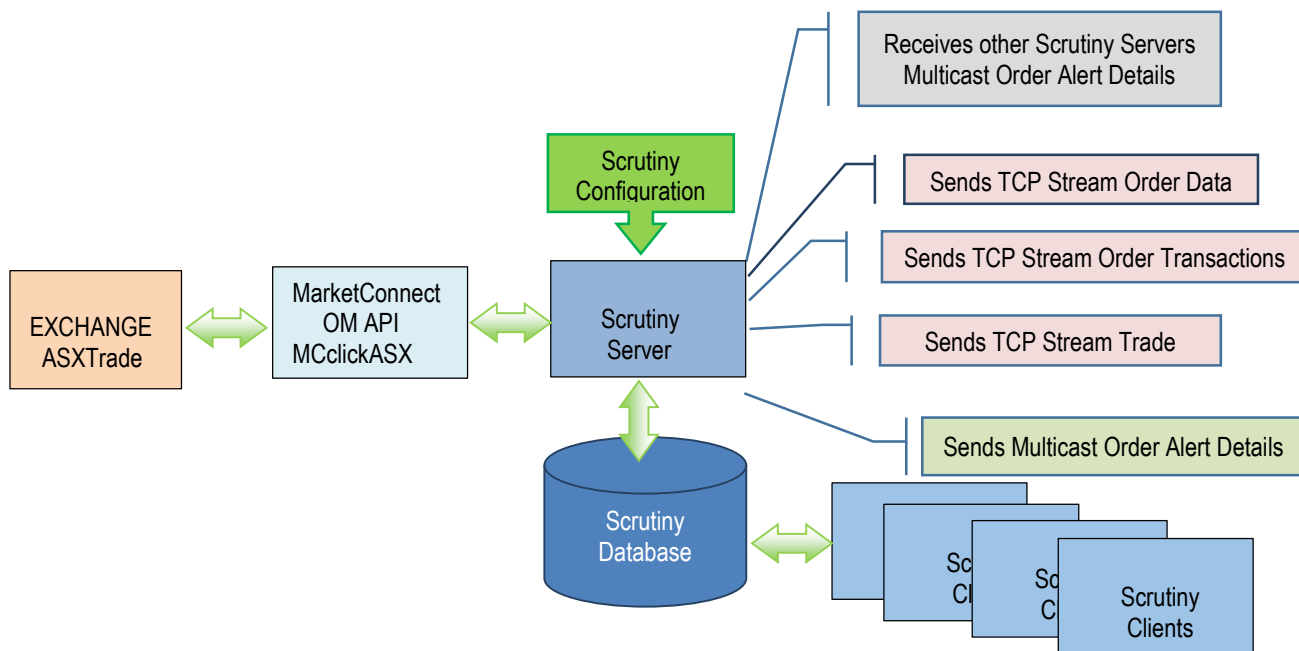 Receives other Scrutiny Servers
Multicast Order Alert Details
Scrutiny
Configuration
Sends TCP Stream Order Data
Sends TCP Stream Order Transactions
EXCHANGE
ASXTrade
MarketConnect
OM API
MCclickASX
Scrutiny
Server
Sends TCP Stream Trade
Sends Multicast Order Alert Details
Scrutiny
Database
Scrutiny
Clients